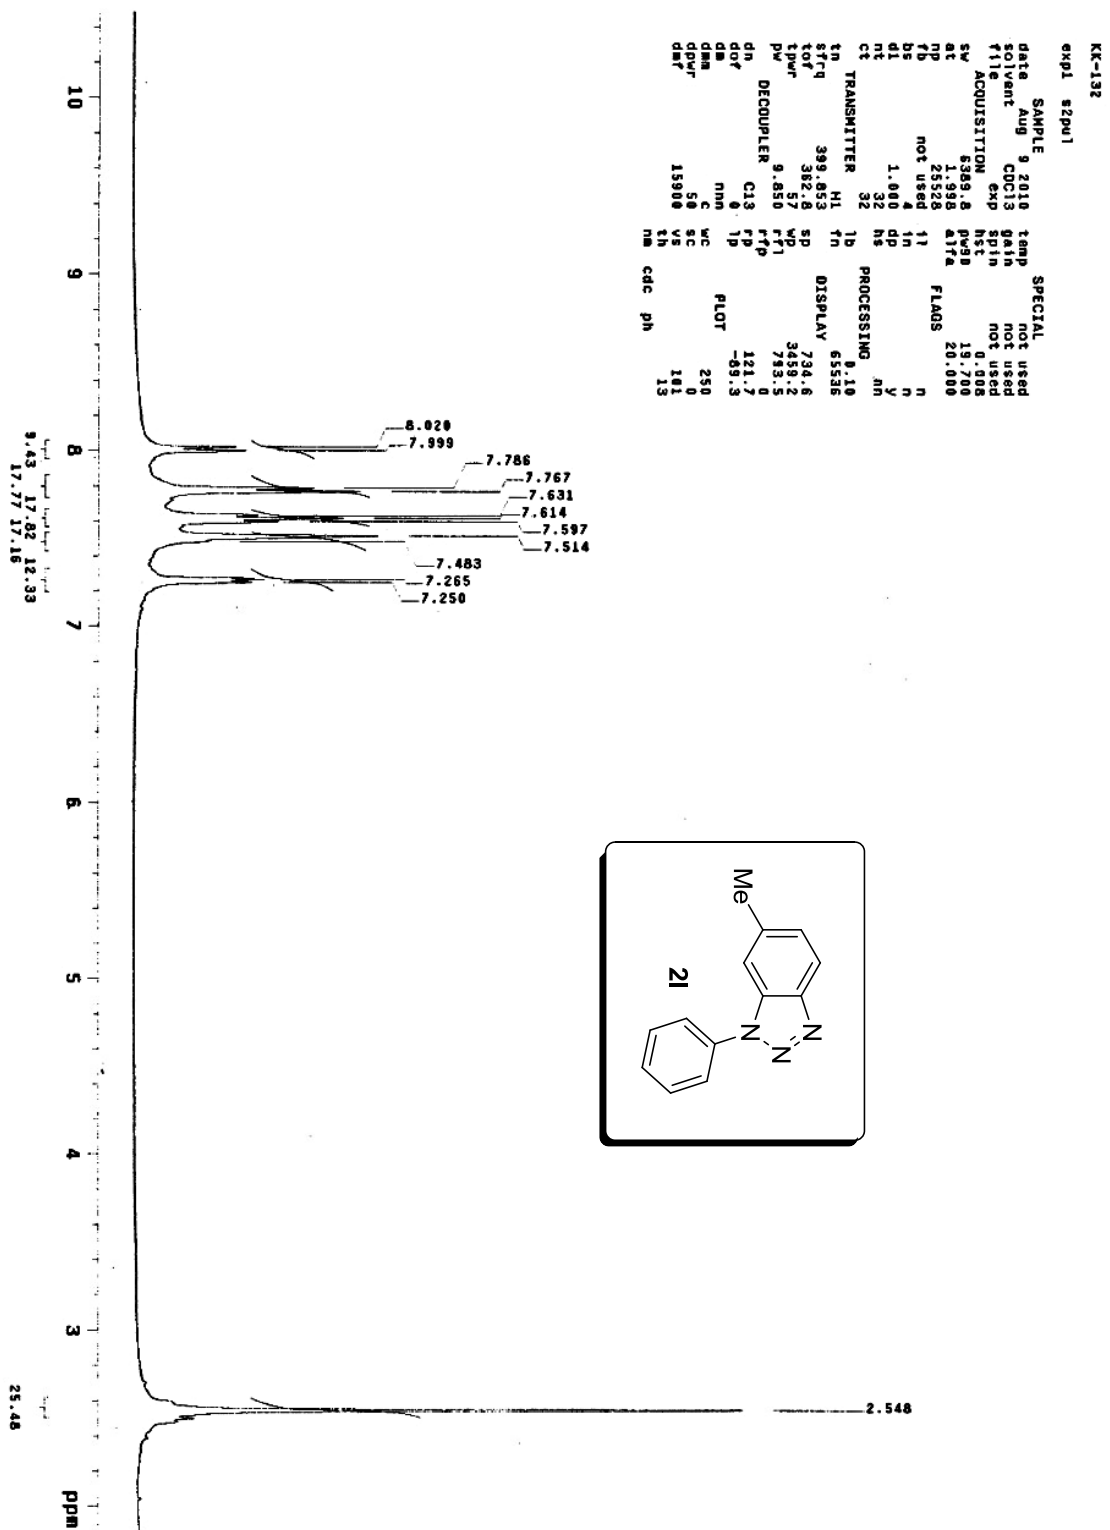 KK-132
exp1 s2pul
SAMPLE
date Aug 9 2010
solvent CDCl3
file exp
ACQUISITION
sw 6389.8
at 1.998
np 25528
fb not used
bs 4
d1 1.000
nt 32
ct 32
TRANSMITTER
tn H1
sfrq 399.853
tof 362.8
tpwr 57
pw 9.850
DECOUPLER
dn C13
dof 0
dm nnn
dmm c
dpwr 50
dmf 15900
SPECIAL
temp not used
gain not used
spin not used
hst 0.008
pw90 19.700
alfa 20.000
FLAGS
il n
in n
dp y
hs nn
PROCESSING
lb 0.10
fn 65536
DISPLAY
sp 734.6
wp 3459.2
rfl 793.5
rfp 0
rp 121.7
lp -89.3
PLOT
wc 250
sc 0
vs 101
th 13
nm cdc ph
8.020
7.999
7.786
7.767
7.631
7.614
7.597
7.514
7.483
7.265
7.250
2.548
Me
N
N
N
2l
10 9 8 7 6 5 4 3 ppm
9.43 17.82 12.33 25.48
17.77 17.16